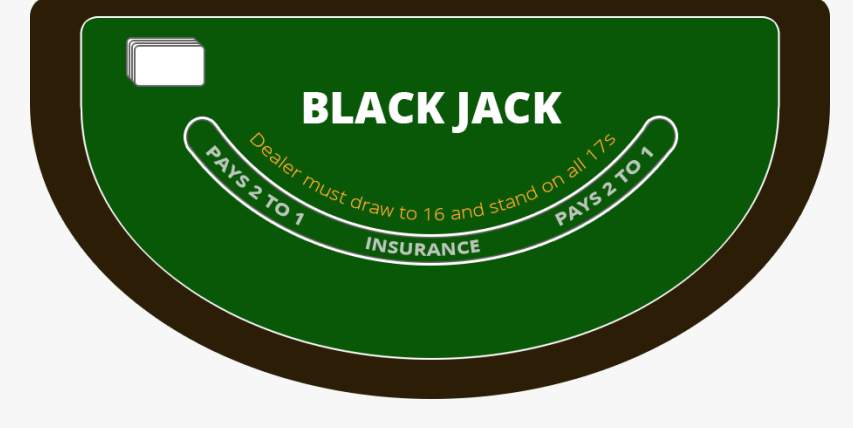 BLACK JACK
Dealer must draw to 16 and stand on all 17s
PAYS 2 TO 1
INSURANCE
PAYS 2 TO 1